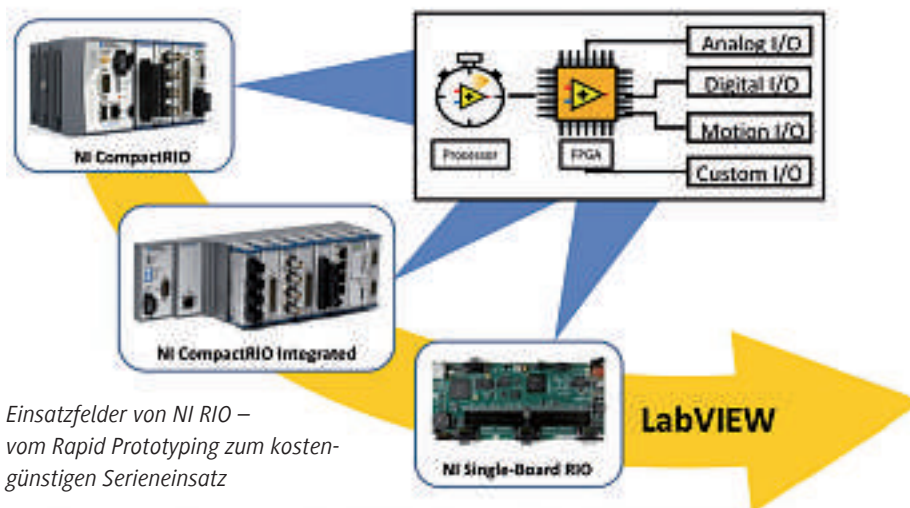 Analog I/O
Digital I/O
Motion I/O
Custom I/O
Processor
FPGA
NI CompactRIO
NI CompactRIO Integrated
NI Single-Board RIO
LabVIEW
Einsatzfelder von NI RIO –
vom Rapid Prototyping zum kosten-
günstigen Serieneinsatz